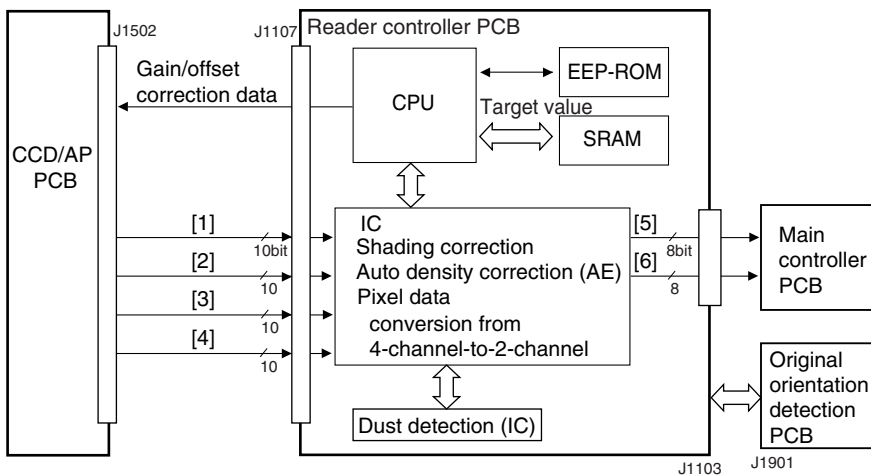 J1502
J1107
Reader controller PCB
Gain/offset
correction data
CPU
EEP-ROM
Target value
SRAM
CCD/AP
PCB
[1]
10bit
[2]
10
[3]
10
[4]
10
IC
Shading correction
Auto density correction (AE)
Pixel data
conversion from
4-channel-to-2-channel
[5]
8bit
[6]
8
Main
controller
PCB
Dust detection (IC)
Original
orientation
detection
PCB
J1103
J1901